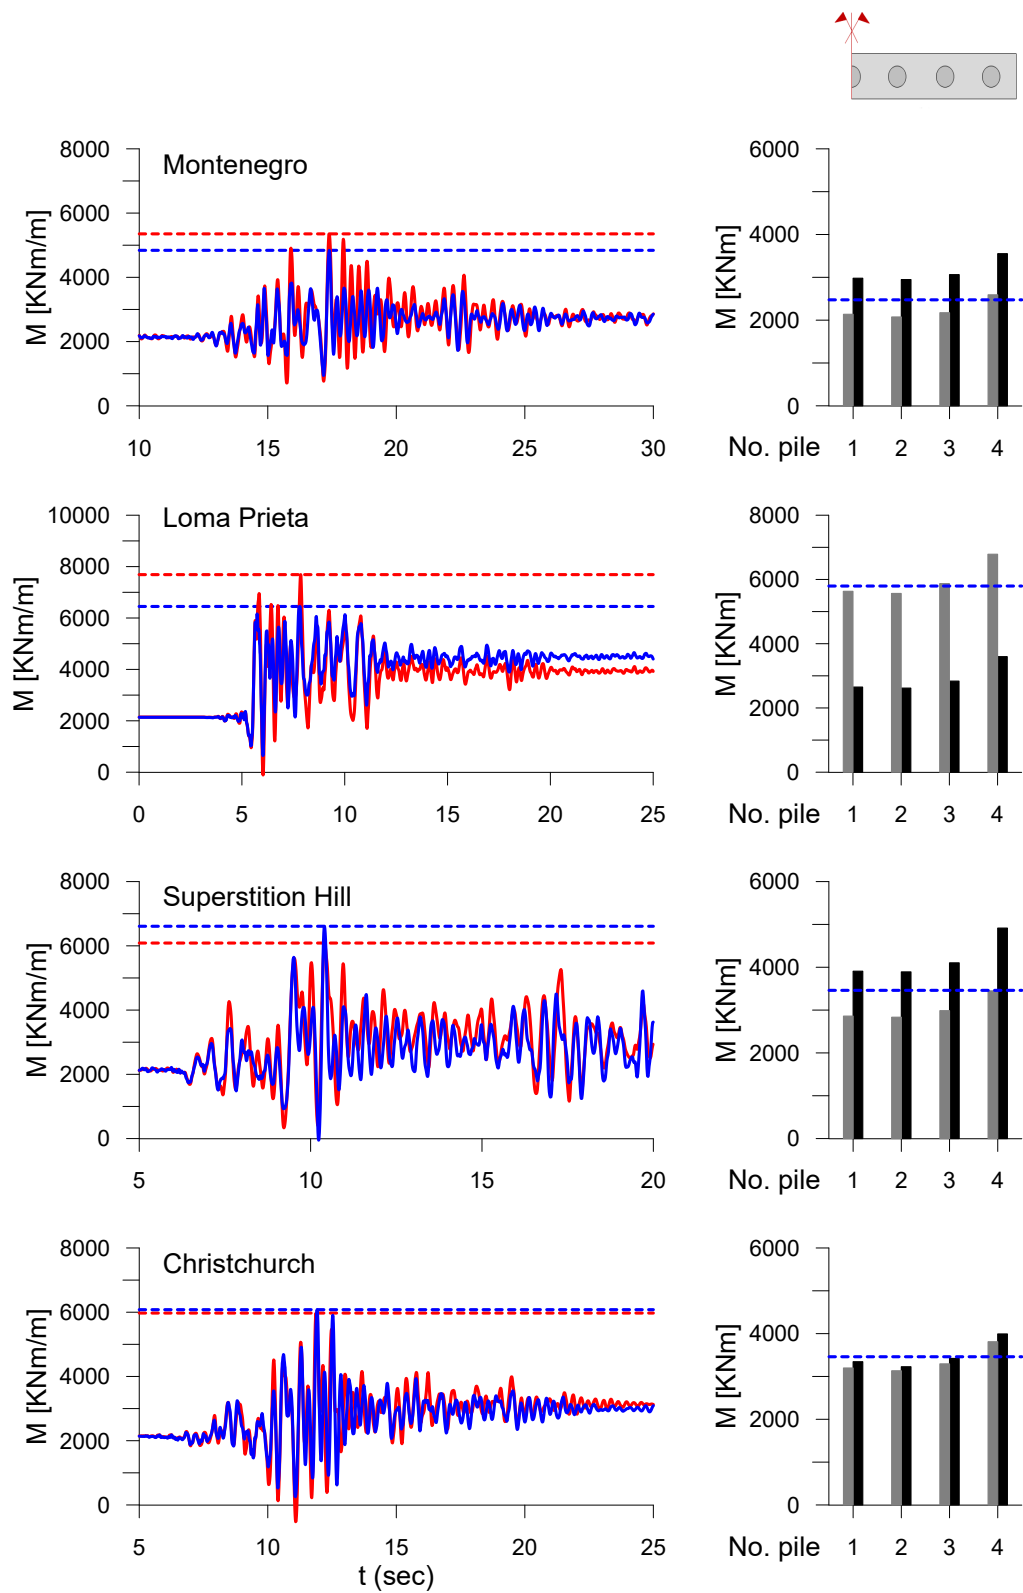 8000
6000
4000
2000
0
M [KNm/m]
Montenegro
10 15 20 25 30
6000
4000
2000
0
M [KNm]
No. pile 1 2 3 4
10000
8000
6000
4000
2000
0
M [KNm/m]
Loma Prieta
0 5 10 15 20 25
8000
6000
4000
2000
0
M [KNm]
No. pile 1 2 3 4
8000
6000
4000
2000
0
M [KNm/m]
Superstition Hill
5 10 15 20
6000
4000
2000
0
M [KNm]
No. pile 1 2 3 4
8000
6000
4000
2000
0
M [KNm/m]
Christchurch
5 10 15 20 25
t (sec)
6000
4000
2000
0
M [KNm]
No. pile 1 2 3 4